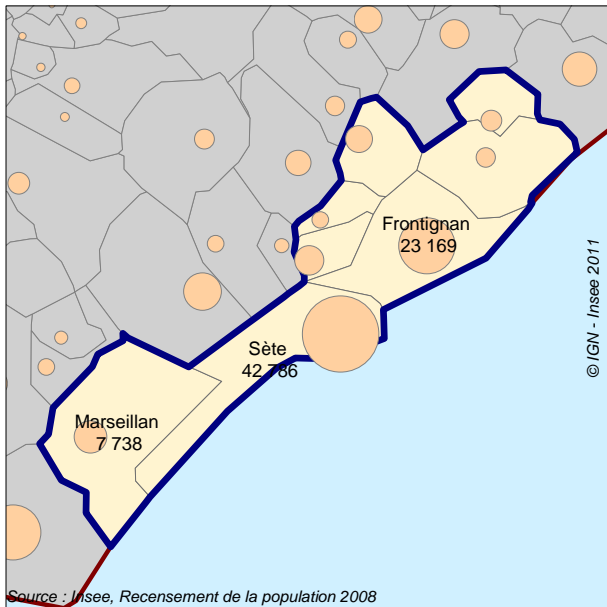 Frontignan
23 169
© IGN - Insee 2011
Sète
42 786
Marseillan
7 738
Source : Insee, Recensement de la population 2008